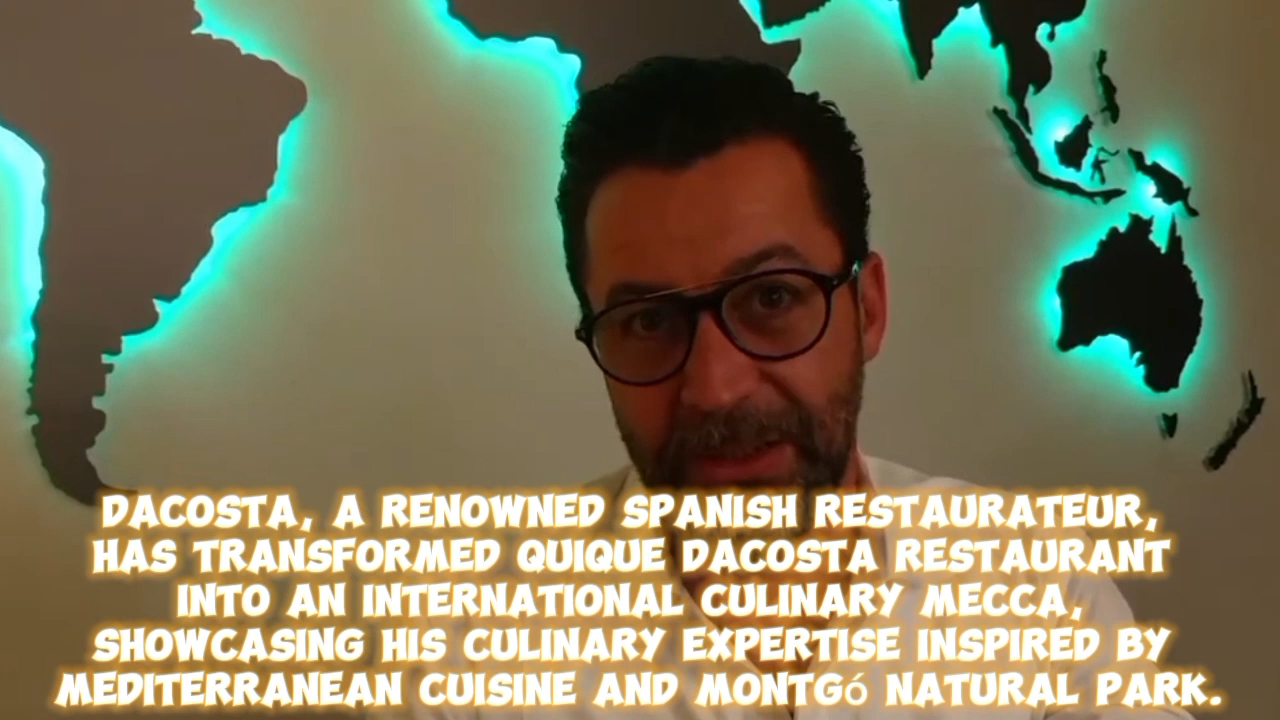 DACOSTA, A RENOWNED SPANISH RESTAURATEUR,
HAS TRANSFORMED QUIQUE DACOSTA RESTAURANT
INTO AN INTERNATIONAL CULINARY MECCA,
SHOWCASING HIS CULINARY EXPERTISE INSPIRED BY
MEDITERRANEAN CUISINE AND MONTGó NATURAL PARK.